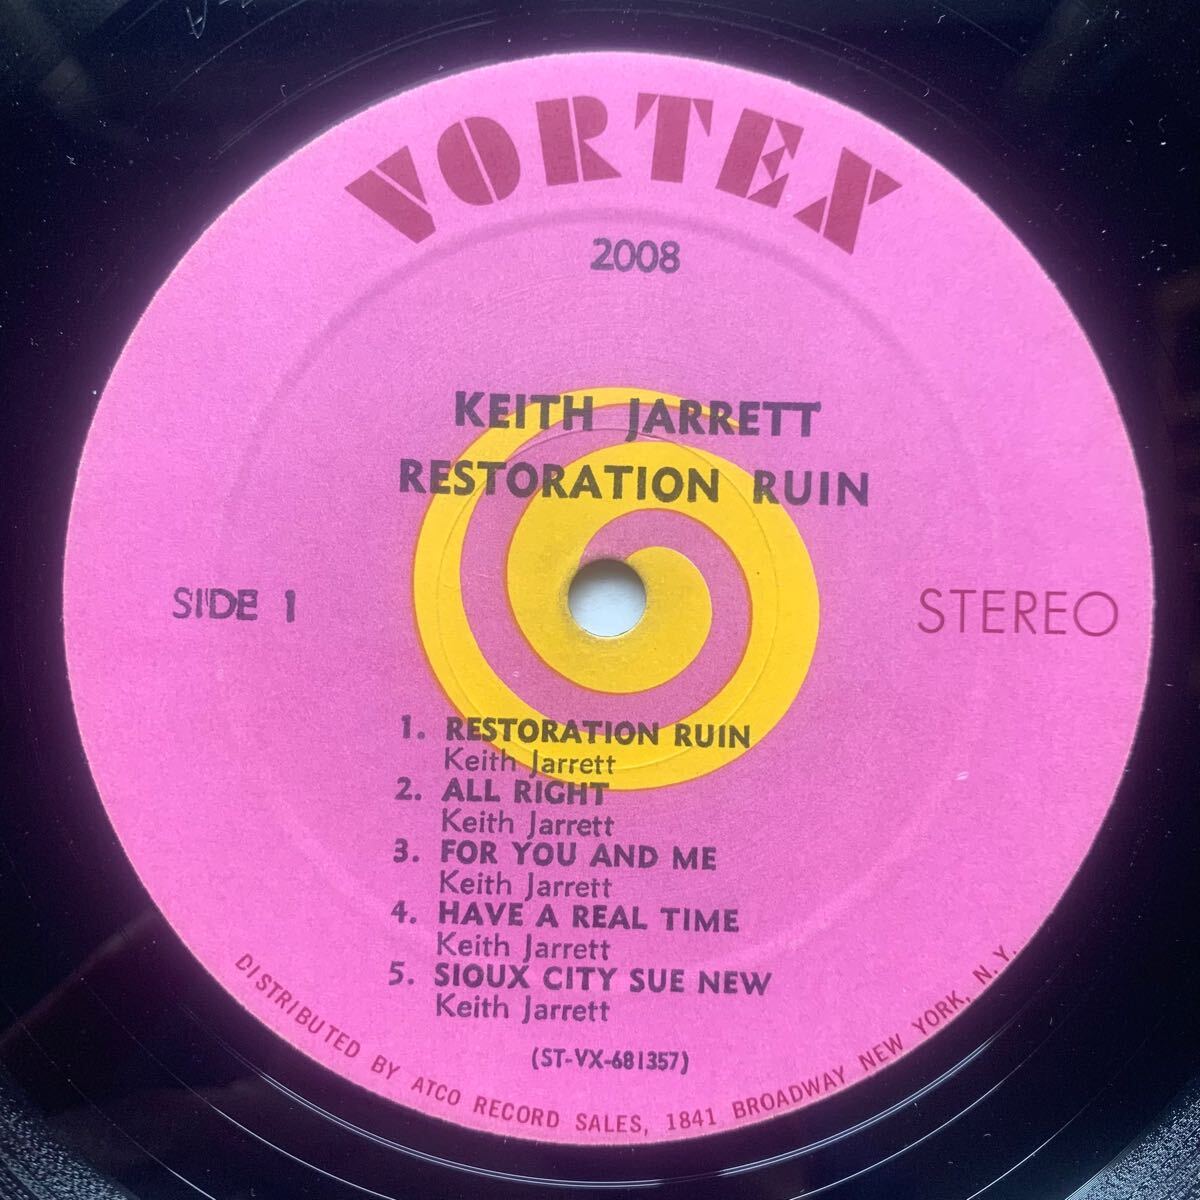 VORTEX
2008
KEITH JARRETT
RESTORATION RUIN
SIDE 1
STEREO
1. RESTORATION RUIN
Keith Jarrett
2. ALL RIGHT
Keith Jarrett
3. FOR YOU AND ME
Keith Jarrett
4. HAVE A REAL TIME
Keith Jarrett
5. SIOUX CITY SUE NEW
Keith Jarrett
(ST-VX-681357)
DISTRIBUTED BY ATCO RECORD SALES, 1841 BROADWAY NEW YORK, N.Y.